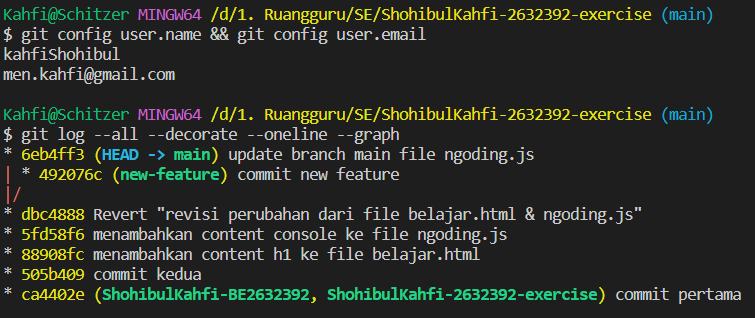 Kahfi@Schitzer MINGW64 /d/1. Ruangguru/SE/ShohibulKahfi-2632392-exercise (main)
$ git config user.name && git config user.email
kahfiShohibul
men.kahfi@gmail.com
Kahfi@Schitzer MINGW64 /d/1. Ruangguru/SE/ShohibulKahfi-2632392-exercise (main)
$ git log --all --decorate --oneline --graph
* 6eb4ff3 (HEAD -> main) update branch main file ngoding.js
| * 492076c (new-feature) commit new feature
|/
* dbc4888 Revert "revisi perubahan dari file belajar.html & ngoding.js"
* 5fd58f6 menambahkan content console ke file ngoding.js
* 88908fc menambahkan content h1 ke file belajar.html
* 505b409 commit kedua
* ca4402e (ShohibulKahfi-BE2632392, ShohibulKahfi-2632392-exercise) commit pertama